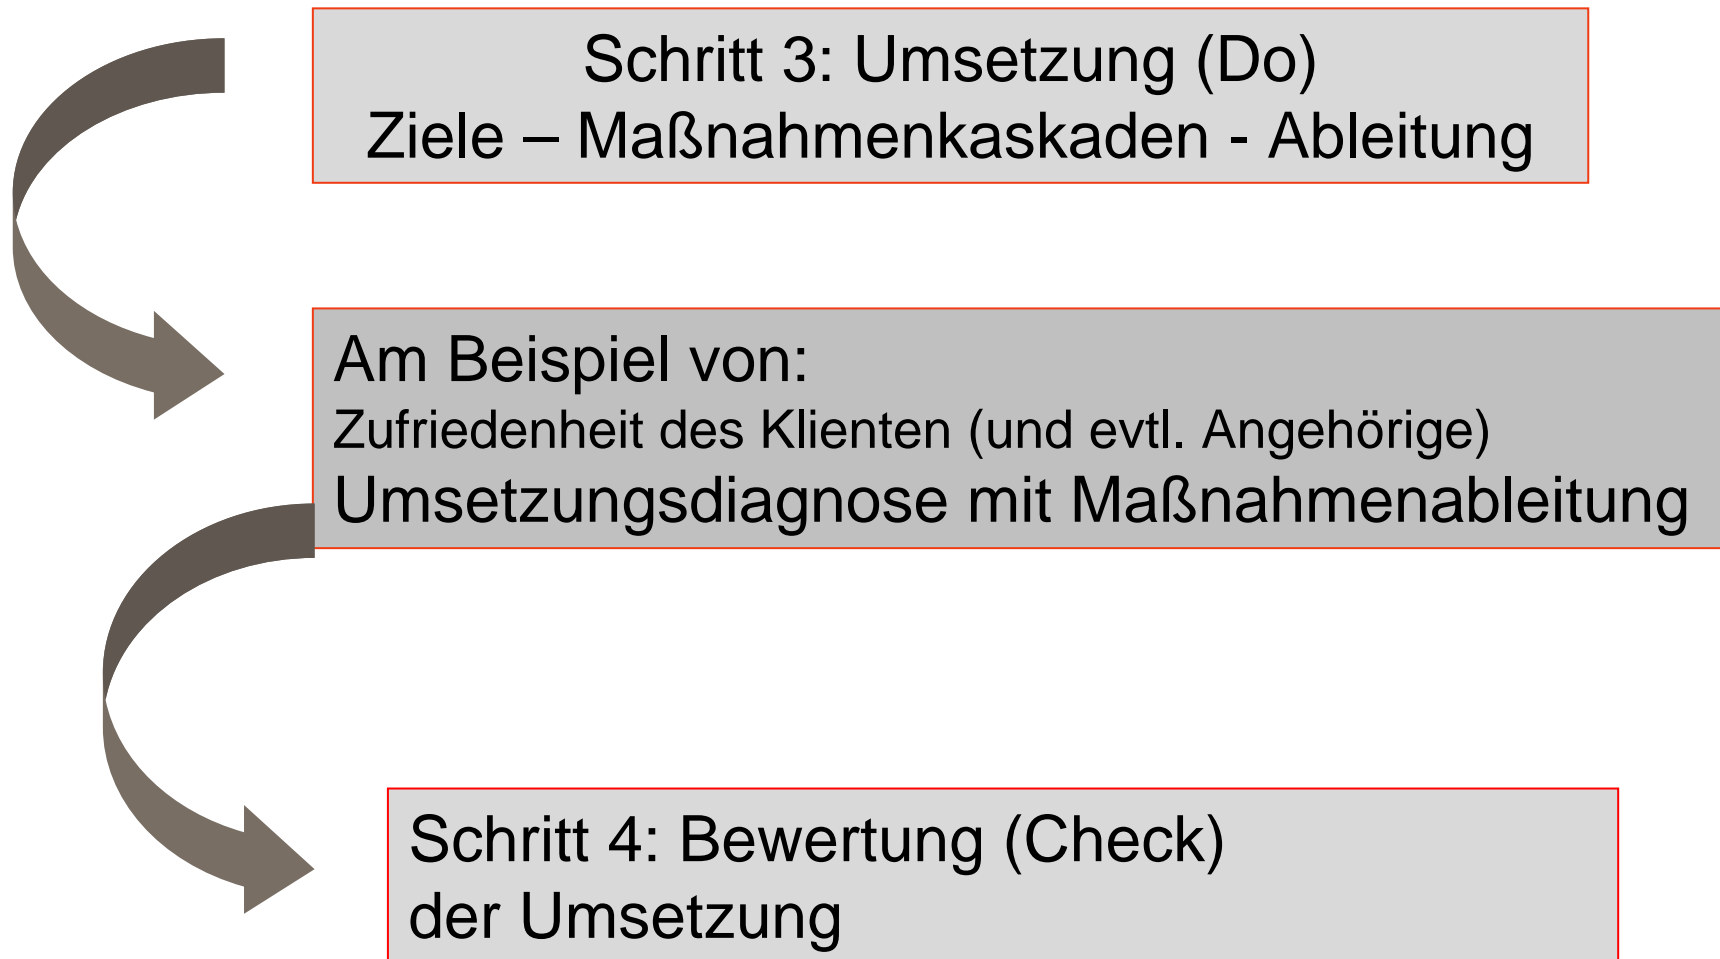 Schritt 3: Umsetzung (Do)
Ziele – Maßnahmenkaskaden - Ableitung
Am Beispiel von:
Zufriedenheit des Klienten (und evtl. Angehörige)
Umsetzungsdiagnose mit Maßnahmenableitung
Schritt 4: Bewertung (Check)
der Umsetzung